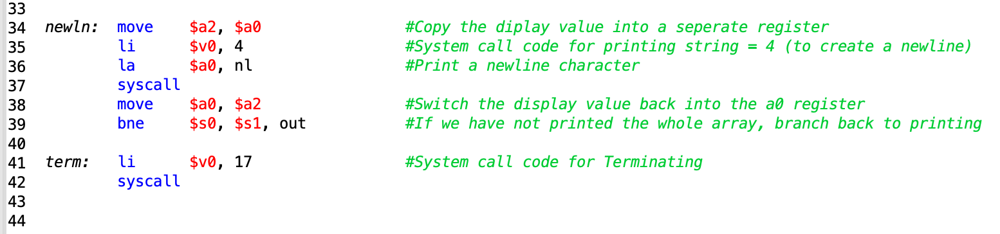 33
34 newln: move $a2, $a0 #Copy the diplay value into a seperate register
35 li $v0, 4 #System call code for printing string = 4 (to create a newline)
36 la $a0, nl #Print a newline character
37 syscall
38 move $a0, $a2 #Switch the display value back into the a0 register
39 bne $s0, $s1, out #If we have not printed the whole array, branch back to printing
40
41 term: li $v0, 17 #System call code for Terminating
42 syscall
43
44